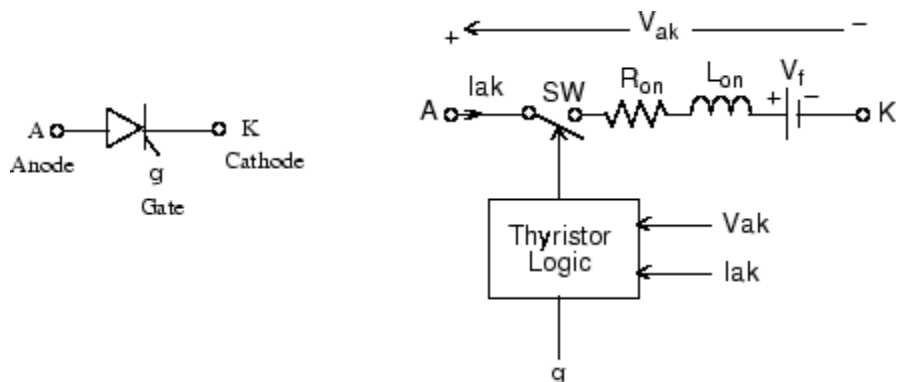 A
Anode
g
Gate
K
Cathode
+ Vak −
A Iak SW Ron Lon + Vf − K
Thyristor
Logic
Vak
Iak
g